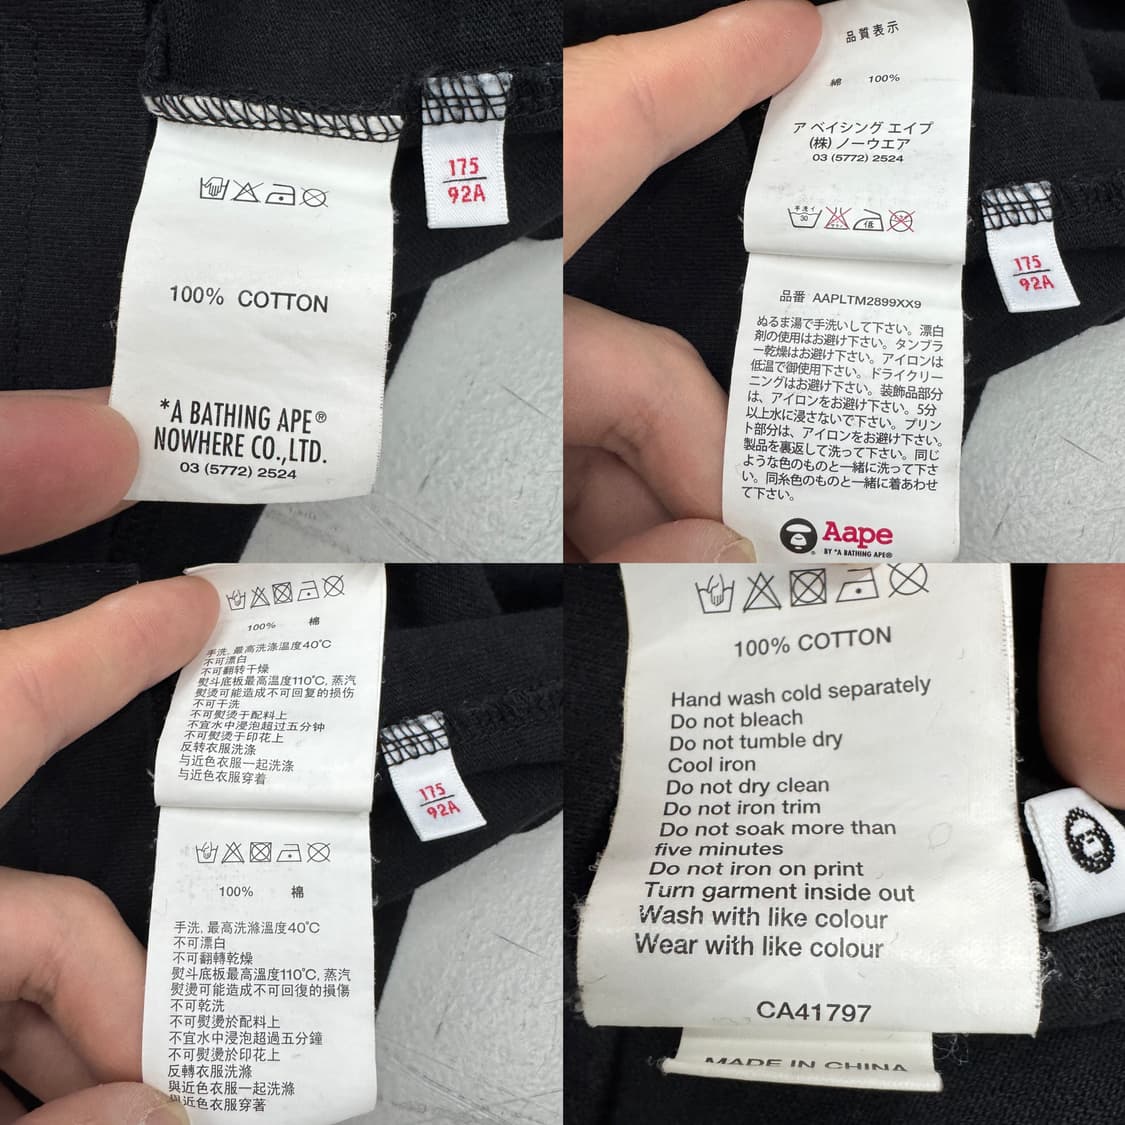 100% COTTON
*A BATHING APE®
NOWHERE CO.,LTD.
03 (5772) 2524
175
92A
品質表示
綿 100%
ア ベイシング エイプ
(株) ノーウエア
03 (5772) 2524
手洗イ
30
低
品番 AAPLTM2899XX9
ぬるま湯で手洗いして下さい。漂白
剤の使用はお避け下さい。タンブラ
ー乾燥はお避け下さい。アイロンは
低温で御使用下さい。ドライクリー
ニングはお避け下さい。装飾品部分
は、アイロンをお避け下さい。5分
以上水に浸さないで下さい。プリン
ト部分は、アイロンをお避け下さい。
製品を裏返して洗って下さい。同じ
ような色のものと一緒に洗って下さ
い。同系色のものと一緒に着あわせ
て下さい。
Aape
BY *A BATHING APE®
175
92A
100% 棉
手洗, 最高洗涤温度40°C
不可漂白
不可翻转干燥
熨斗底板最高温度110°C, 蒸汽
熨烫可能造成不可回复的损伤
不可干洗
不可熨烫于配料上
不宜水中浸泡超过五分钟
不可熨烫于印花上
反转衣服洗涤
与近色衣服一起洗涤
与近色衣服穿着
100% 棉
手洗, 最高洗滌溫度40°C
不可漂白
不可翻轉乾燥
熨斗底板最高溫度110°C, 蒸汽
熨燙可能造成不可回復的損傷
不可乾洗
不可熨燙於配料上
不宜水中浸泡超過五分鐘
不可熨燙於印花上
反轉衣服洗滌
與近色衣服一起洗滌
與近色衣服穿著
175
92A
100% COTTON
Hand wash cold separately
Do not bleach
Do not tumble dry
Cool iron
Do not dry clean
Do not iron trim
Do not soak more than
five minutes
Do not iron on print
Turn garment inside out
Wash with like colour
Wear with like colour
CA41797
MADE IN CHINA